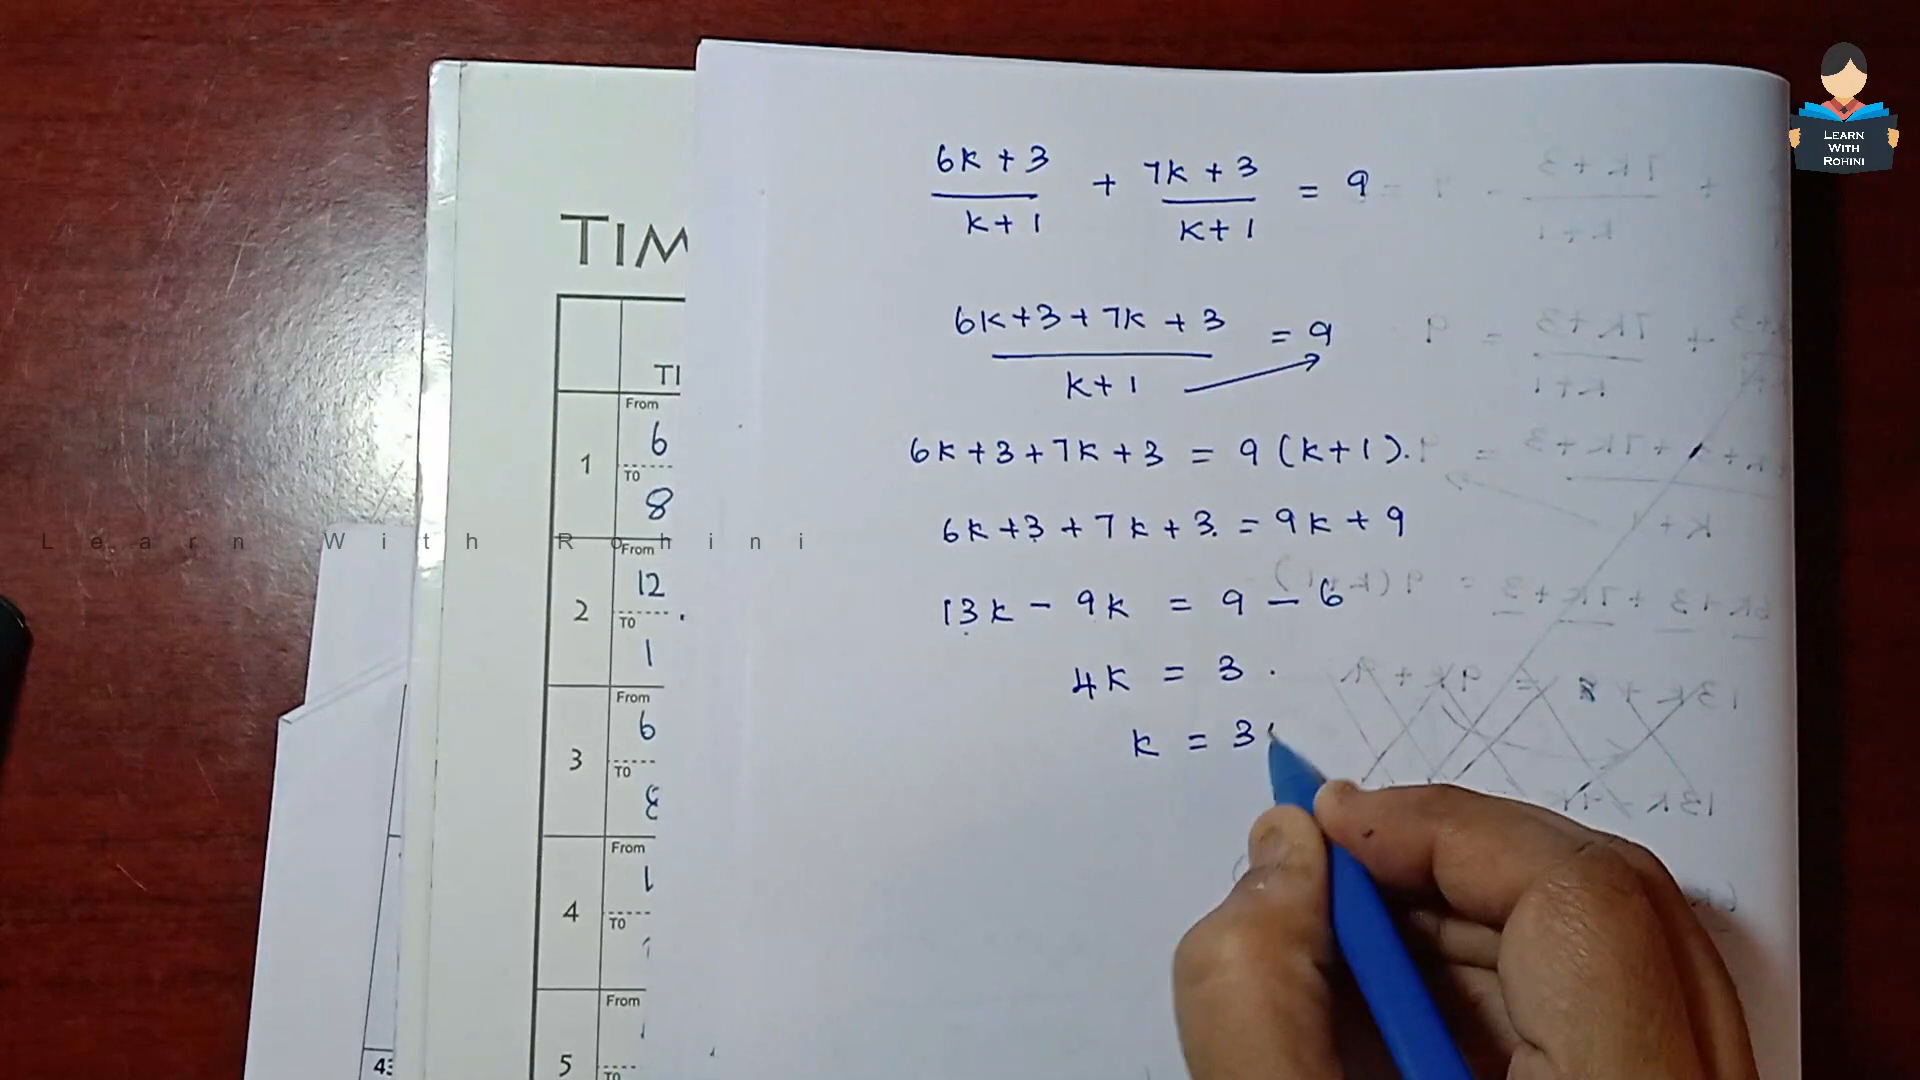 LEARN
WITH
ROHINI
6k + 3 / k + 1 + 7k + 3 / k + 1 = 9
6k + 3 + 7k + 3 / k + 1 = 9
6k + 3 + 7k + 3 = 9 (k + 1).
6k + 3 + 7k + 3. = 9k + 9
13k - 9k = 9 - 6
4k = 3 .
k = 3
TIM
TI
1 From 6
TO 8
2 From 12
TO 1
3 From 6
TO 8
4 From 1
TO
5 From
TO
43
Learn With Rohini